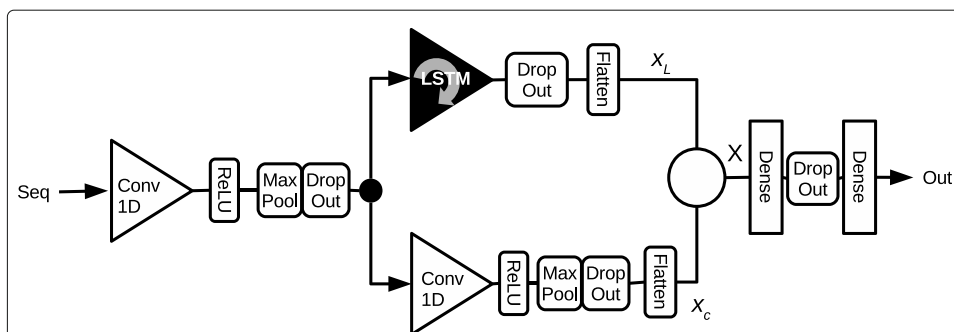 Seq
Conv
1D
ReLU
Max
Pool
Drop
Out
LSTM
Drop
Out
Flatten
X_L
Conv
1D
ReLU
Max
Pool
Drop
Out
Flatten
X_c
X
Dense
Drop
Out
Dense
Out